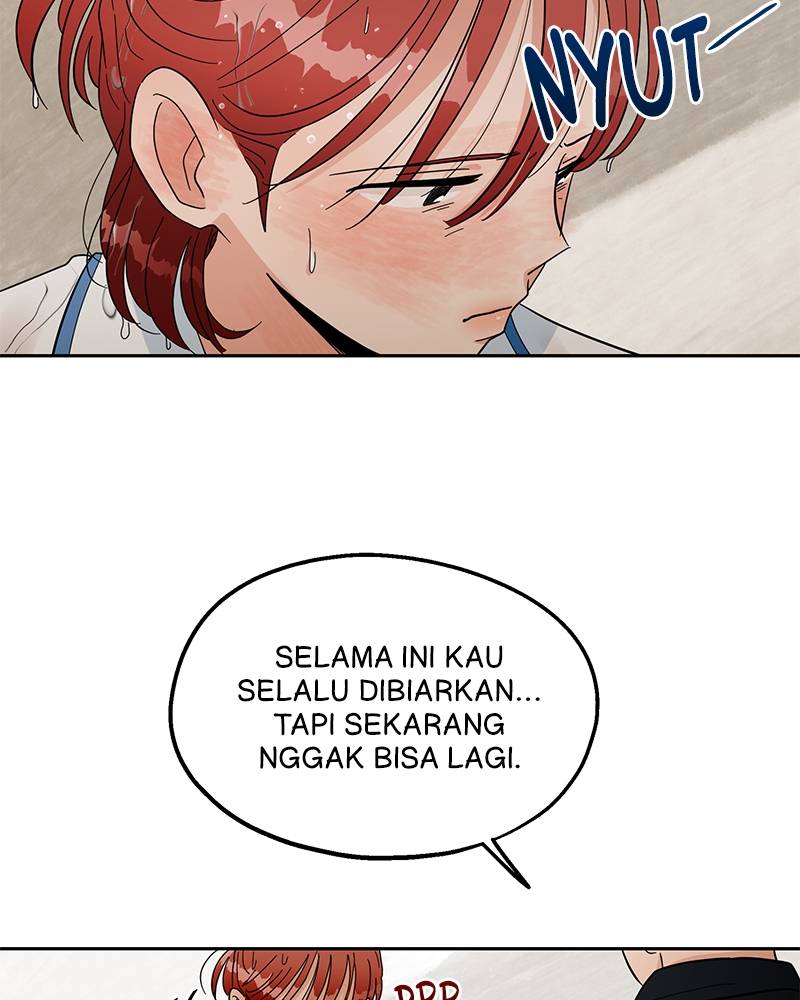 NYUT
SELAMA INI KAU
SELALU DIBIARKAN...
TAPI SEKARANG
NGGAK BISA LAGI.